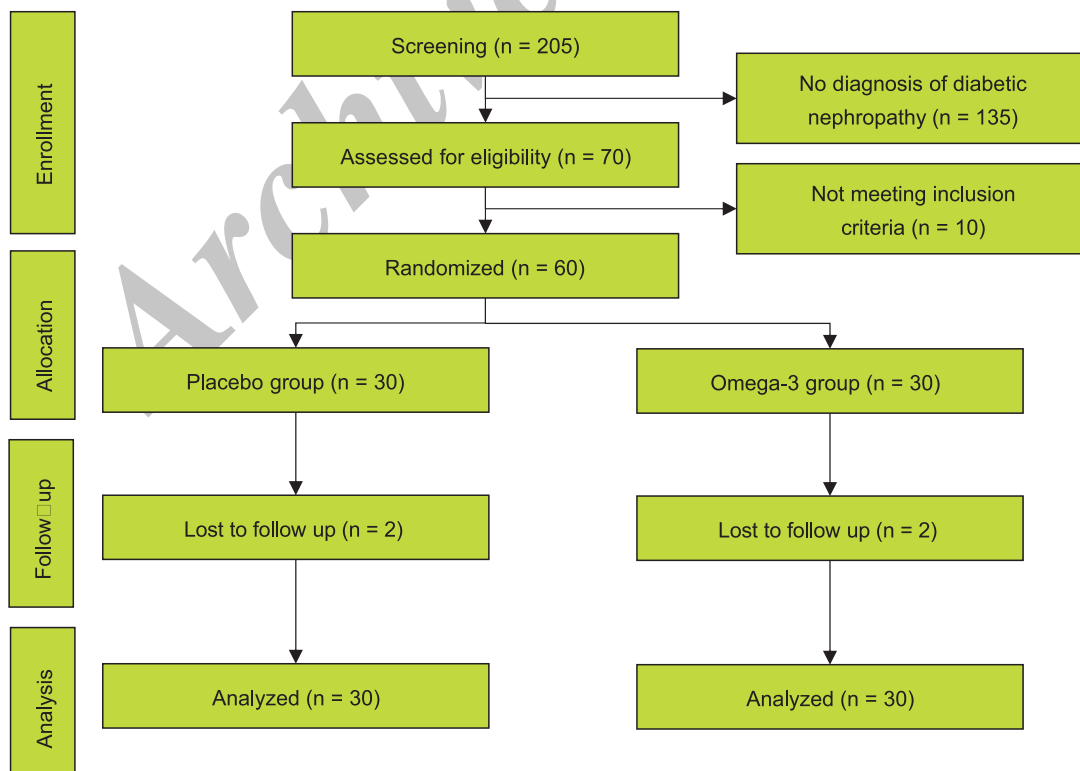 Enrollment
Screening (n = 205)
No diagnosis of diabetic
nephropathy (n = 135)
Assessed for eligibility (n = 70)
Not meeting inclusion
criteria (n = 10)
Randomized (n = 60)
Allocation
Placebo group (n = 30)
Omega-3 group (n = 30)
Follow□up
Lost to follow up (n = 2)
Lost to follow up (n = 2)
Analysis
Analyzed (n = 30)
Analyzed (n = 30)